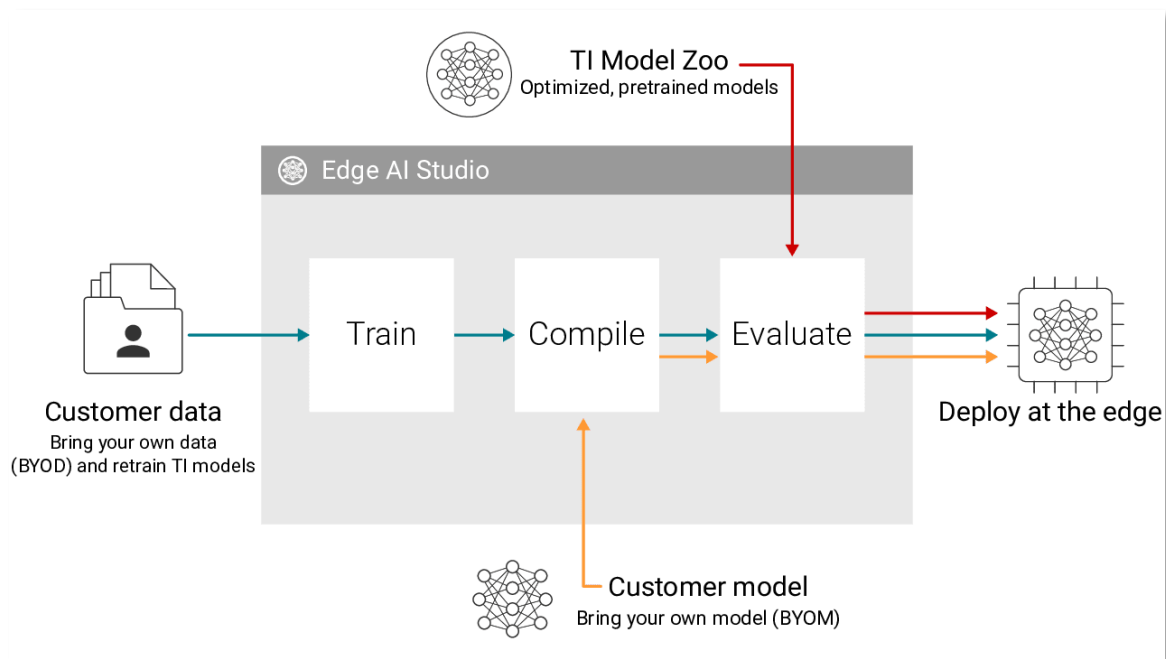 TI Model Zoo
Optimized, pretrained models
Edge AI Studio
Train
Compile
Evaluate
Customer data
Bring your own data
(BYOD) and retrain TI models
Deploy at the edge
Customer model
Bring your own model (BYOM)